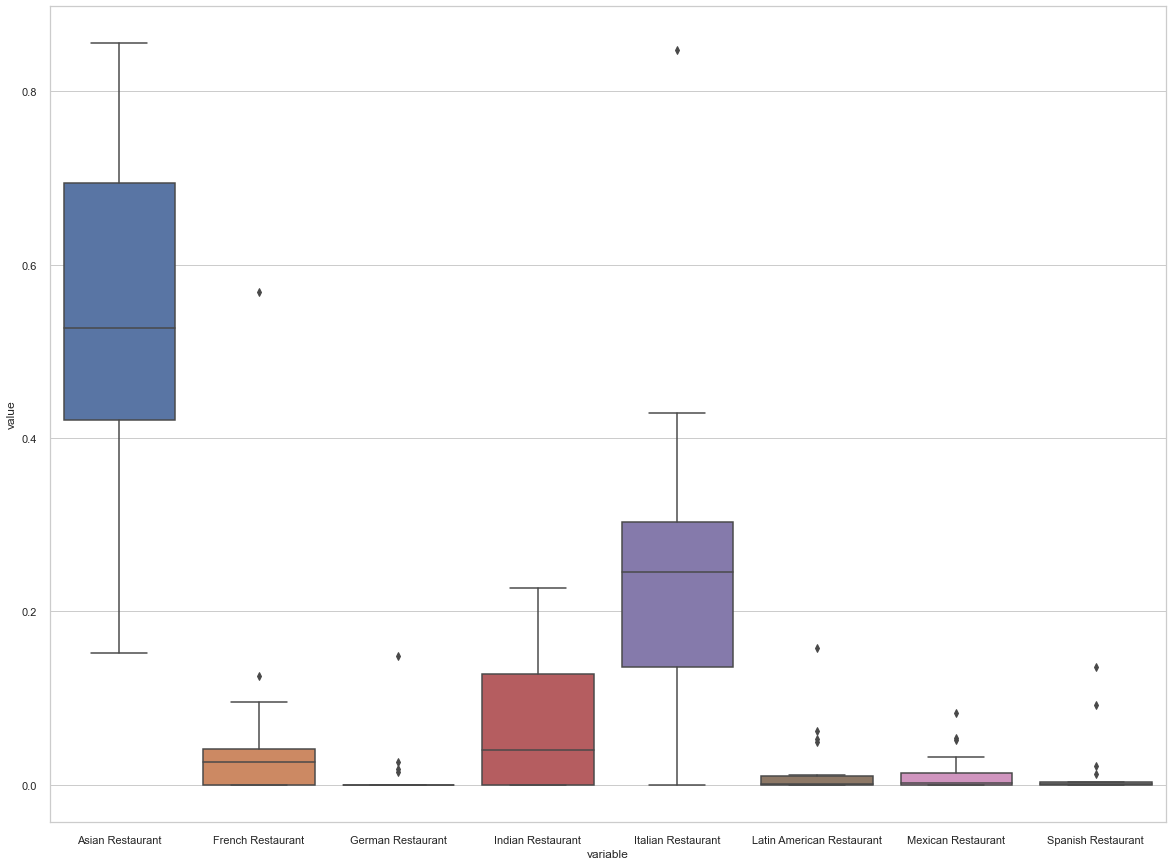 value
0.8
0.6
0.4
0.2
0.0
Asian Restaurant French Restaurant German Restaurant Indian Restaurant Italian Restaurant Latin American Restaurant Mexican Restaurant Spanish Restaurant
variable